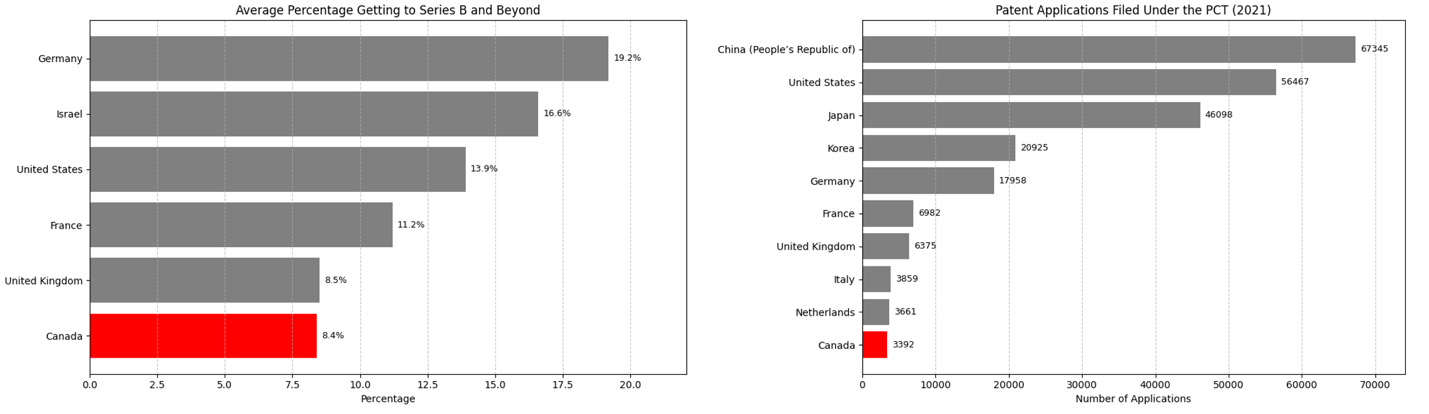 Average Percentage Getting to Series B and Beyond
Germany 19.2%
Israel 16.6%
United States 13.9%
France 11.2%
United Kingdom 8.5%
Canada 8.4%
0.0 2.5 5.0 7.5 10.0 12.5 15.0 17.5 20.0
Percentage
Patent Applications Filed Under the PCT (2021)
China (People’s Republic of) 67345
United States 56467
Japan 46098
Korea 20925
Germany 17958
France 6982
United Kingdom 6375
Italy 3859
Netherlands 3661
Canada 3392
0 10000 20000 30000 40000 50000 60000 70000
Number of Applications